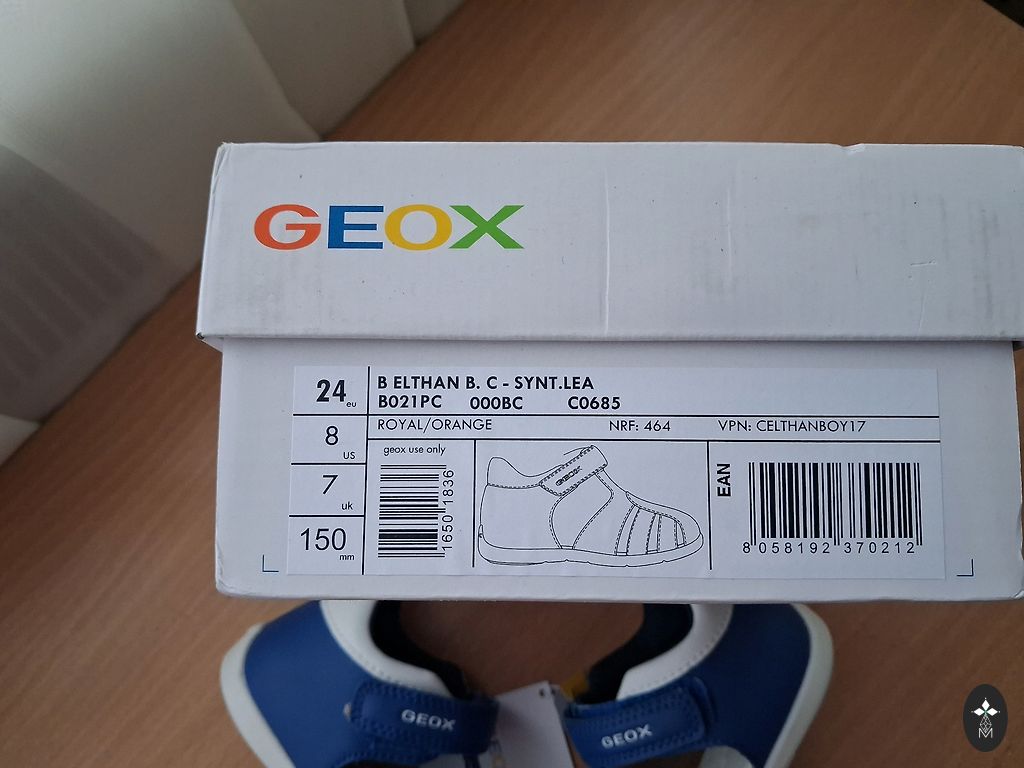 GEOX
24 eu
8 us
7 uk
150 mm
B ELTHAN B. C - SYNT.LEA
B021PC 000BC C0685
ROYAL/ORANGE NRF: 464 VPN: CELTHANBOY17
geox use only
1650 1836
GEOX
EAN
8 058192 370212
GEOX
GEOX
M